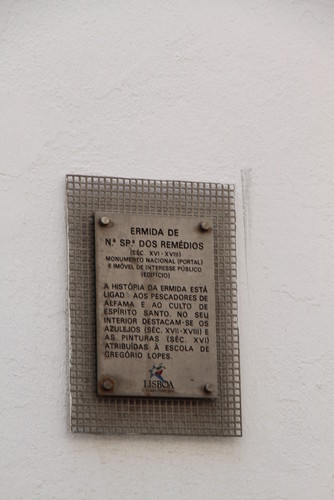 ERMIDA DE
Nª SRª DOS REMÉDIOS
(SÉC. XVI-XVIII)
MONUMENTO NACIONAL (PORTAL)
E IMÓVEL DE INTERESSE PÚBLICO
(EDIFÍCIO)
A HISTÓRIA DA ERMIDA ESTÁ
LIGAD AOS PESCADORES DE
ALFAMA E AO CULTO DE
ESPÍRITO SANTO. NO SEU
INTERIOR DESTACAM-SE OS
AZULEJOS (SÉC. XVII-XVIII) E
AS PINTURAS (SÉC. XVI)
ATRIBUÍDAS À ESCOLA DE
GREGÓRIO LOPES.
LISBOA